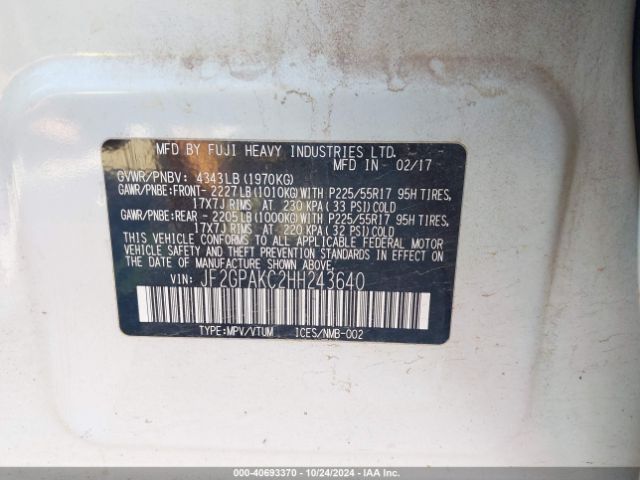 MFD BY FUJI HEAVY INDUSTRIES LTD.
MFD IN 02/17
GVWR/PNBV: 4343LB(1970KG)
GAWR/PNBE:FRONT- 2227LB(1010KG)WITH P225/55R17 95H TIRES,
17X7J RIMS AT 230 KPA( 33 PSI)COLD
GAWR/PNBE:REAR - 2205LB(1000KG)WITH P225/55R17 95H TIRES,
17X7J RIMS AT 220 KPA( 32 PSI)COLD
THIS VEHICLE CONFORMS TO ALL APPLICABLE FEDERAL MOTOR
VEHICLE SAFETY AND THEFT PREVENTION STANDARDS IN EFFECT ON
THE DATE OF MANUFACTURE SHOWN ABOVE.
VIN: JF2GPAKC2HH243640
TYPE:MPV/VTUM ICES/NMB-002
000-40693370 • 10/24/2024 • IAA Inc.